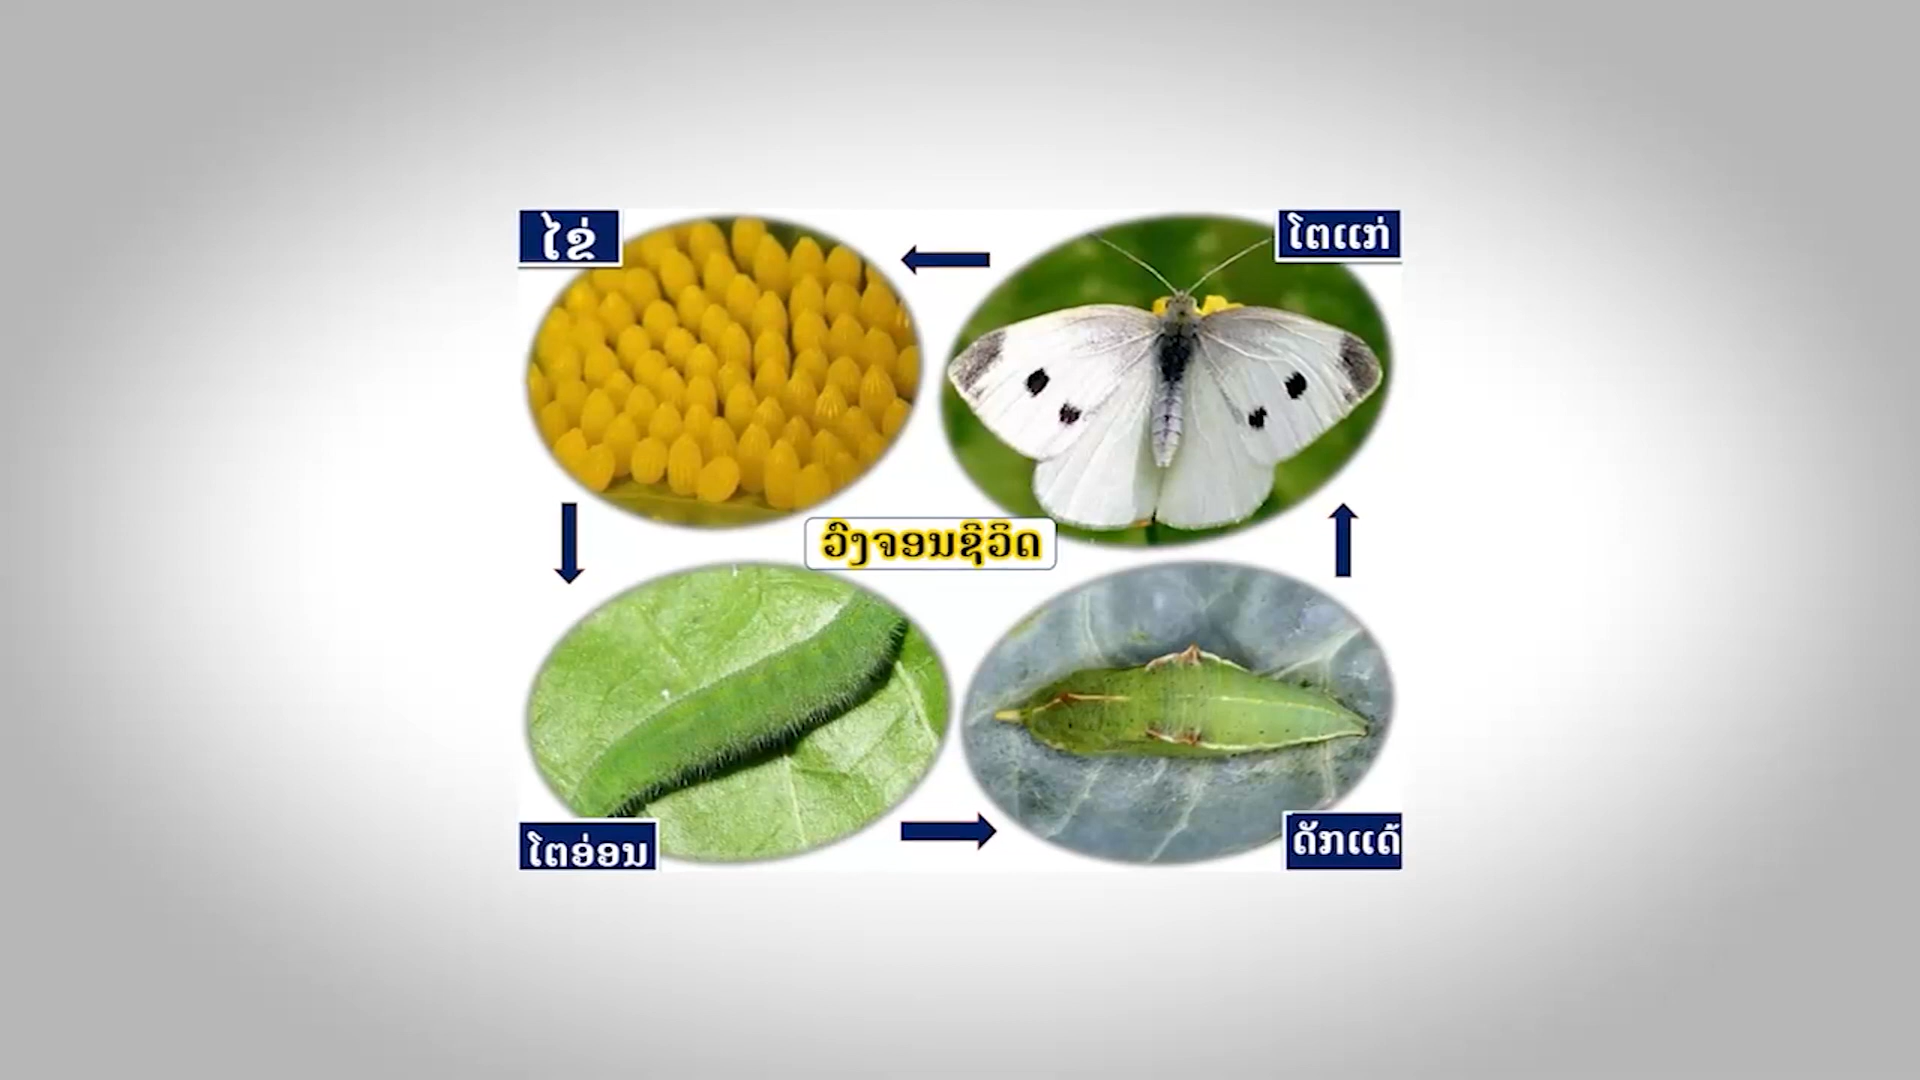 ໄຂ່
ໂຕແກ່
ວົງຈອນຊີວິດ
ໂຕອ່ອນ
ດັກແດ້